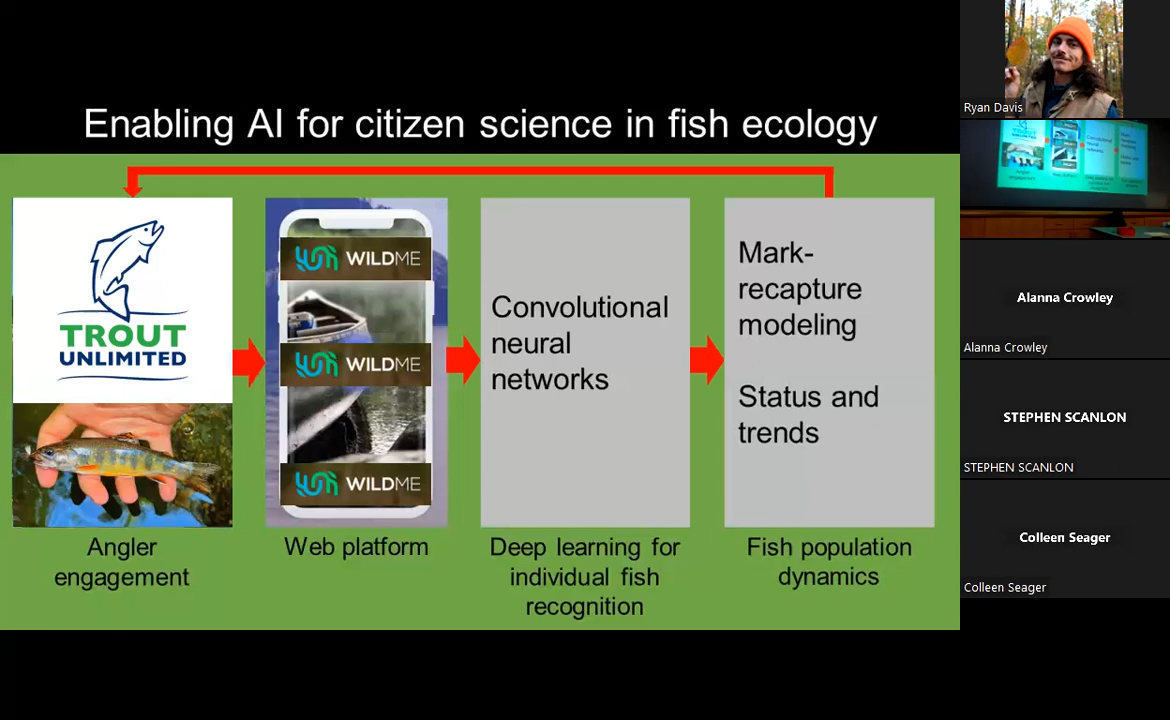 Enabling AI for citizen science in fish ecology
TROUT
UNLIMITED
WILDME
WILDME
WILDME
Convolutional
neural
networks
Mark-
recapture
modeling
Status and
trends
Angler
engagement
Web platform
Deep learning for
individual fish
recognition
Fish population
dynamics
Ryan Davis
Alanna Crowley
Alanna Crowley
STEPHEN SCANLON
STEPHEN SCANLON
Colleen Seager
Colleen Seager